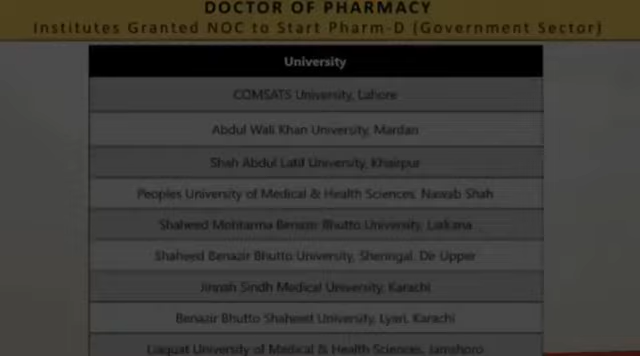 DOCTOR OF PHARMACY
Institutes Granted NOC to Start Pharm-D (Government Sector)
University
COMSATS University, Lahore
Abdul Wali Khan University, Mardan
Shah Abdul Latif University, Khairpur
Peoples University of Medical & Health Sciences, Nawab Shah
Shaheed Mohtarma Benazir Bhutto University, Larkana
Shaheed Benazir Bhutto University, Sheringal, De Upper
Jinnah Sindh Medical University, Karachi
Benazir Bhutto Shaheed University, Lyari, Karachi
Liaquat University of Medical & Health Sciences, Jamshoro